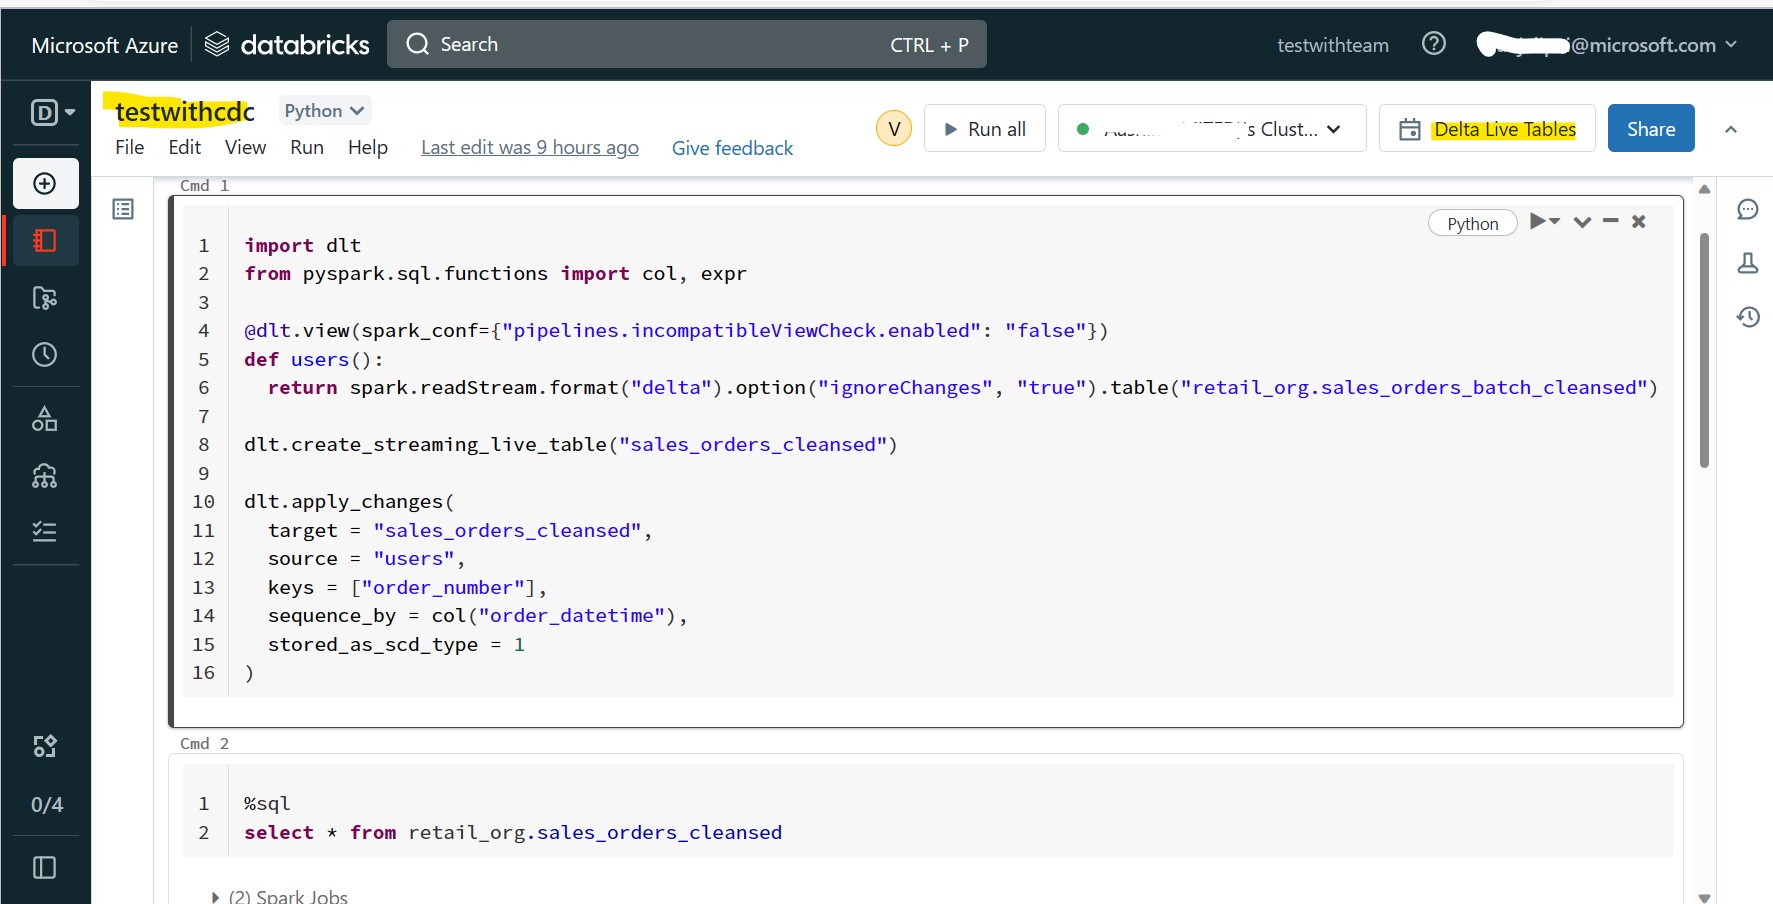 Microsoft Azure databricks Search CTRL + P testwithteam @microsoft.com
D testwithcdc Python
V Run all 's Clust... Delta Live Tables Share
File Edit View Run Help Last edit was 9 hours ago Give feedback
Cmd 1
Python
1 import dlt
2 from pyspark.sql.functions import col, expr
3
4 @dlt.view(spark_conf={"pipelines.incompatibleViewCheck.enabled": "false"})
5 def users():
6   return spark.readStream.format("delta").option("ignoreChanges", "true").table("retail_org.sales_orders_batch_cleansed")
7
8 dlt.create_streaming_live_table("sales_orders_cleansed")
9
10 dlt.apply_changes(
11   target = "sales_orders_cleansed",
12   source = "users",
13   keys = ["order_number"],
14   sequence_by = col("order_datetime"),
15   stored_as_scd_type = 1
16 )
Cmd 2
1 %sql
2 select * from retail_org.sales_orders_cleansed
0/4
(2) Spark Jobs